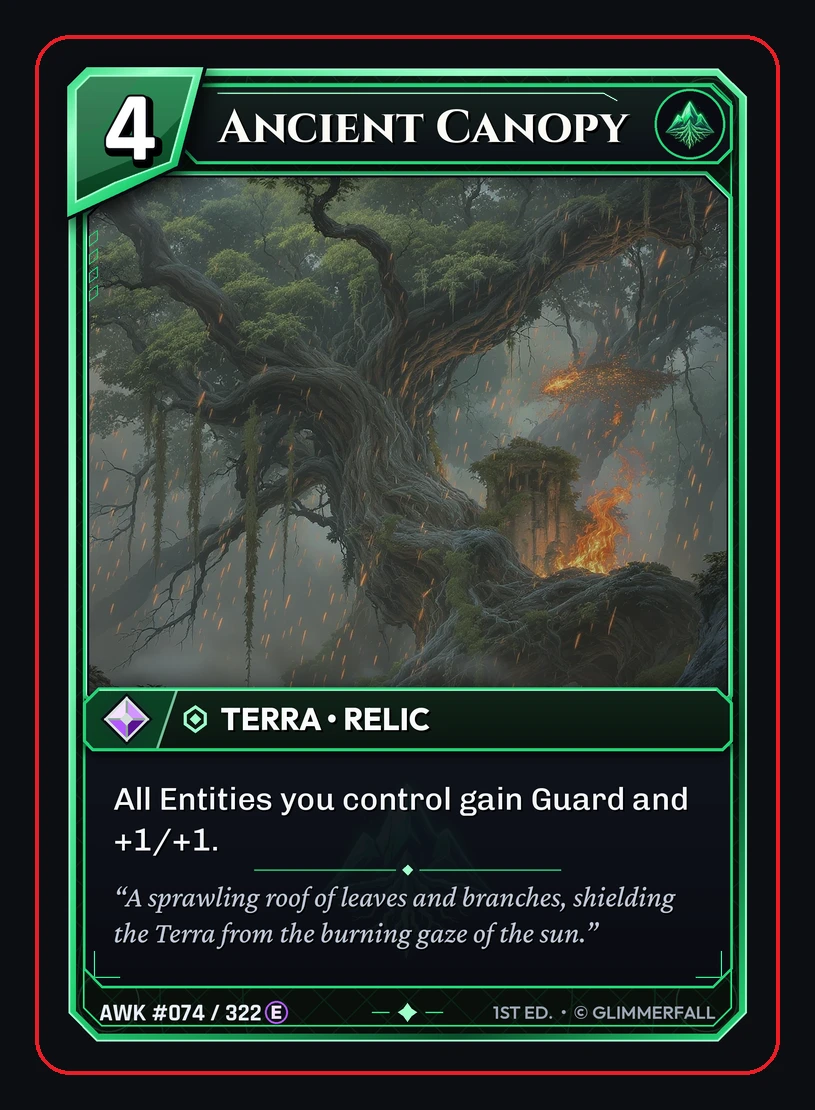 4
ANCIENT CANOPY
TERRA • RELIC
All Entities you control gain Guard and
+1/+1.
“A sprawling roof of leaves and branches, shielding
the Terra from the burning gaze of the sun.”
AWK #074 / 322 E
1ST ED. • © GLIMMERFALL